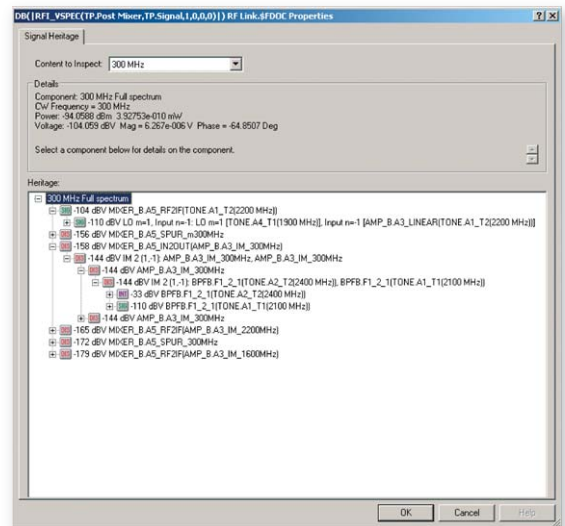 DB(|RFI_VSPEC(TP.Post Mixer,TP.Signal,1,0,0,0)|) RF Link.$FDOC Properties
Signal Heritage
Content to Inspect: 300 MHz
Details
Component: 300 MHz Full spectrum
CW Frequency = 300 MHz
Power: -94.0588 dBm 3.92753e-010 mW
Voltage: -104.059 dBV Mag = 6.267e-006 V Phase = -64.8507 Deg
Select a component below for details on the component.
Heritage:
300 MHz Full spectrum
-104 dBV MIXER_B.A5_RF2IF(TONE.A1_T2(2200 MHz))
-110 dBV LO m=1, Input n=-1: LO m=1 [TONE.A4_T1(1900 MHz)], Input n=-1 [AMP_B.A3_LINEAR(TONE.A1_T2(2200 MHz))]
-156 dBV MIXER_B.A5_SPUR_m300MHz
-158 dBV MIXER_B.A5_IN2OUT(AMP_B.A3_IM_300MHz)
-144 dBV IM 2 (1,-1): AMP_B.A3_IM_300MHz, AMP_B.A3_IM_300MHz
-144 dBV AMP_B.A3_IM_300MHz
-144 dBV IM 2 (1,-1): BPFB.F1_2_1(TONE.A2_T2(2400 MHz)), BPFB.F1_2_1(TONE.A1_T1(2100 MHz))
-33 dBV BPFB.F1_2_1(TONE.A2_T2(2400 MHz))
-110 dBV BPFB.F1_2_1(TONE.A1_T1(2100 MHz))
-144 dBV AMP_B.A3_IM_300MHz
-165 dBV MIXER_B.A5_RF2IF(AMP_B.A3_IM_2200MHz)
-172 dBV MIXER_B.A5_SPUR_300MHz
-179 dBV MIXER_B.A5_RF2IF(AMP_B.A3_IM_1600MHz)
OK Cancel Help